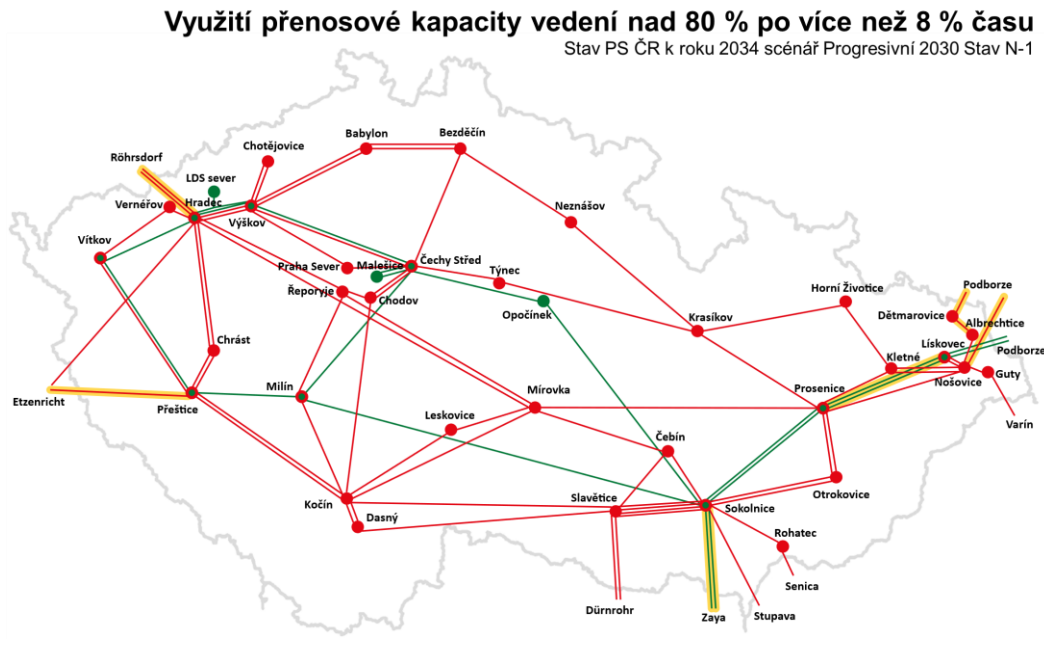 Využití přenosové kapacity vedení nad 80 % po více než 8 % času
Stav PS ČR k roku 2034 scénář Progresivní 2030 Stav N-1
Babylon
Bezděčín
Chotějovice
Röhrsdorf
LDS sever
Vernéřov
Hradec
Výškov
Neznášov
Vítkov
Praha Sever
Malešice
Čechy Střed
Týnec
Řeporyje
Chodov
Opočínek
Horní Životice
Podborze
Dětmarovice
Albrechtice
Krasíkov
Lískovec
Podborze
Chrást
Kletné
Nošovice
Guty
Milín
Mírovka
Prosenice
Etzenricht
Přeštice
Leskovice
Varín
Čebín
Kočín
Slavětice
Sokolnice
Otrokovice
Dasný
Rohatec
Senica
Dürnrohr
Zaya
Stupava